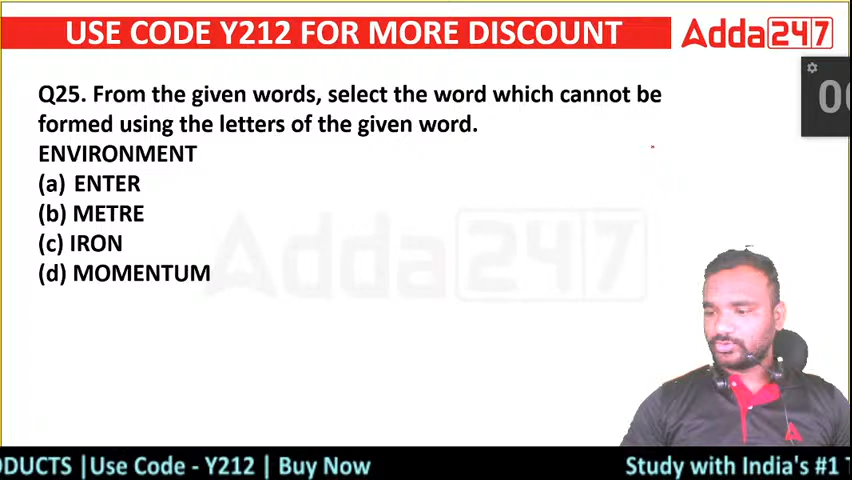 USE CODE Y212 FOR MORE DISCOUNT
Adda247
Q25. From the given words, select the word which cannot be
formed using the letters of the given word.
ENVIRONMENT
(a) ENTER
(b) METRE
(c) IRON
(d) MOMENTUM
Adda247
ODUCTS |Use Code - Y212 | Buy Now
Study with India's #1